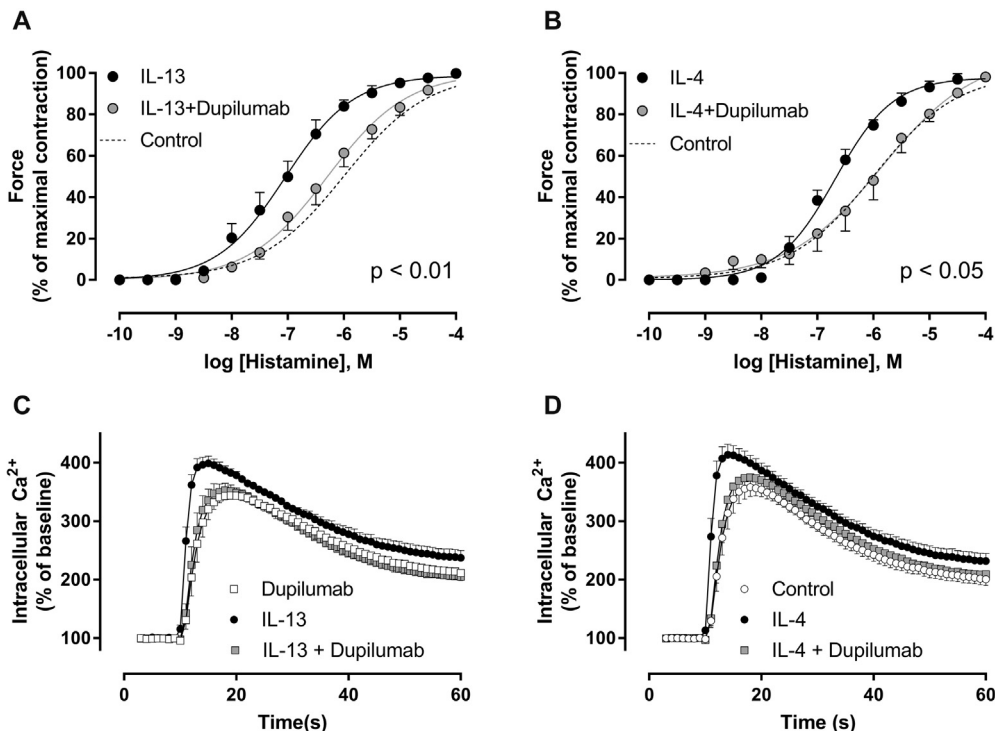 A
IL-13
IL-13+Dupilumab
Control
Force
(% of maximal contraction)
100
80
60
40
20
0
p < 0.01
-10
-9
-8
-7
-6
-5
-4
log [Histamine], M
B
IL-4
IL-4+Dupilumab
Control
Force
(% of maximal contraction)
100
80
60
40
20
0
p < 0.05
-10
-9
-8
-7
-6
-5
-4
log [Histamine], M
C
Intracellular Ca²⁺
(% of baseline)
400
300
200
100
Dupilumab
IL-13
IL-13 + Dupilumab
0
20
40
60
Time(s)
D
Intracellular Ca²⁺
(% of baseline)
400
300
200
100
Control
IL-4
IL-4 + Dupilumab
0
20
40
60
Time (s)